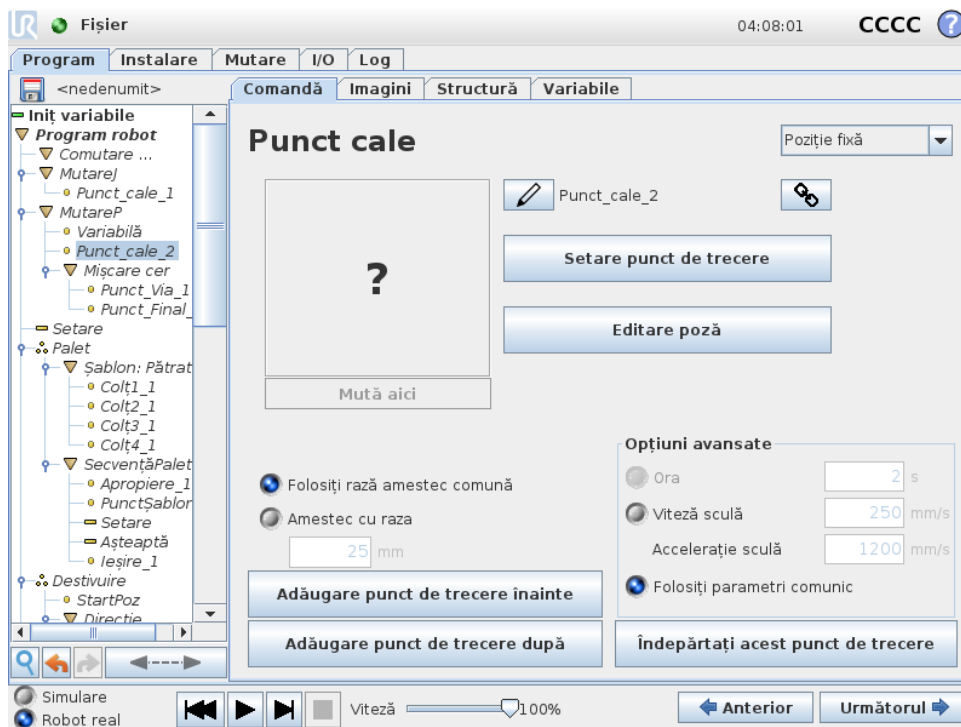 UR Fișier 04:08:01 CCCC ?
Program Instalare Mutare I/O Log
<nedenumit>
Comandă Imagini Structură Variabile
Iniț variabile
Program robot
Comutare ...
MutareJ
Punct_cale_1
MutareP
Variabilă
Punct_cale_2
Mișcare cer
Punct_Via_1
Punct_Final_
Setare
Palet
Șablon: Pătrat
Colț1_1
Colț2_1
Colț3_1
Colț4_1
SecvențăPalet
Apropiere_1
PunctȘablon
Setare
Așteaptă
Ieșire_1
Destivuire
StartPoz
Direcție
Punct cale
Poziție fixă
?
Punct_cale_2
Setare punct de trecere
Editare poză
Mută aici
Folosiți rază amestec comună
Amestec cu raza
25 mm
Opțiuni avansate
Ora 2 s
Viteză sculă 250 mm/s
Accelerație sculă 1200 mm/s
Folosiți parametri comunic
Adăugare punct de trecere înainte
Adăugare punct de trecere după
Îndepărtați acest punct de trecere
Simulare
Robot real
Viteză 100%
Anterior
Următorul